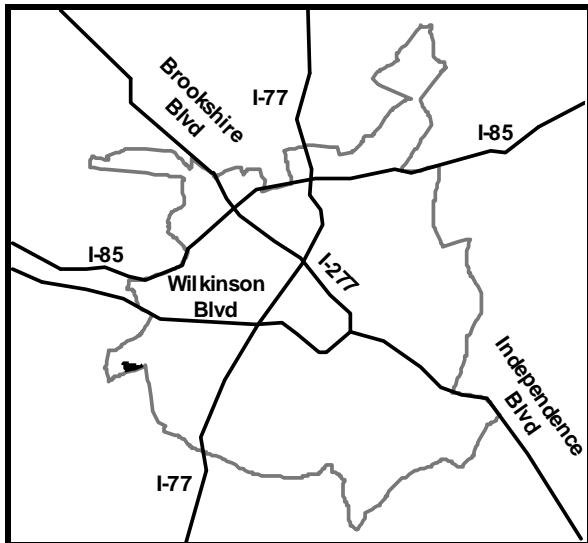 Brookshire
Blvd
I-77
I-85
I-85
Wilkinson
Blvd
I-277
Independence
Blvd
I-77